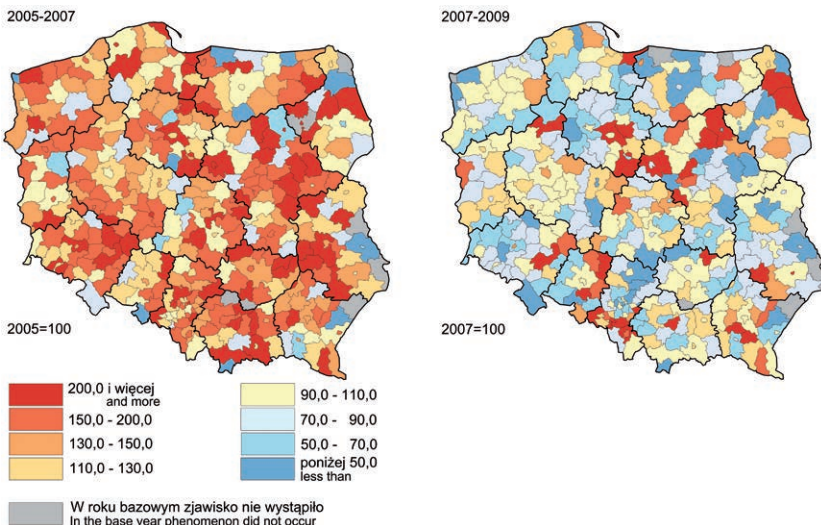 2005-2007
2007-2009
2005=100
2007=100
200,0 i więcej
and more
150,0 - 200,0
130,0 - 150,0
110,0 - 130,0
90,0 - 110,0
70,0 - 90,0
50,0 - 70,0
poniżej 50,0
less than
W roku bazowym zjawisko nie wystąpiło
In the base year phenomenon did not occur